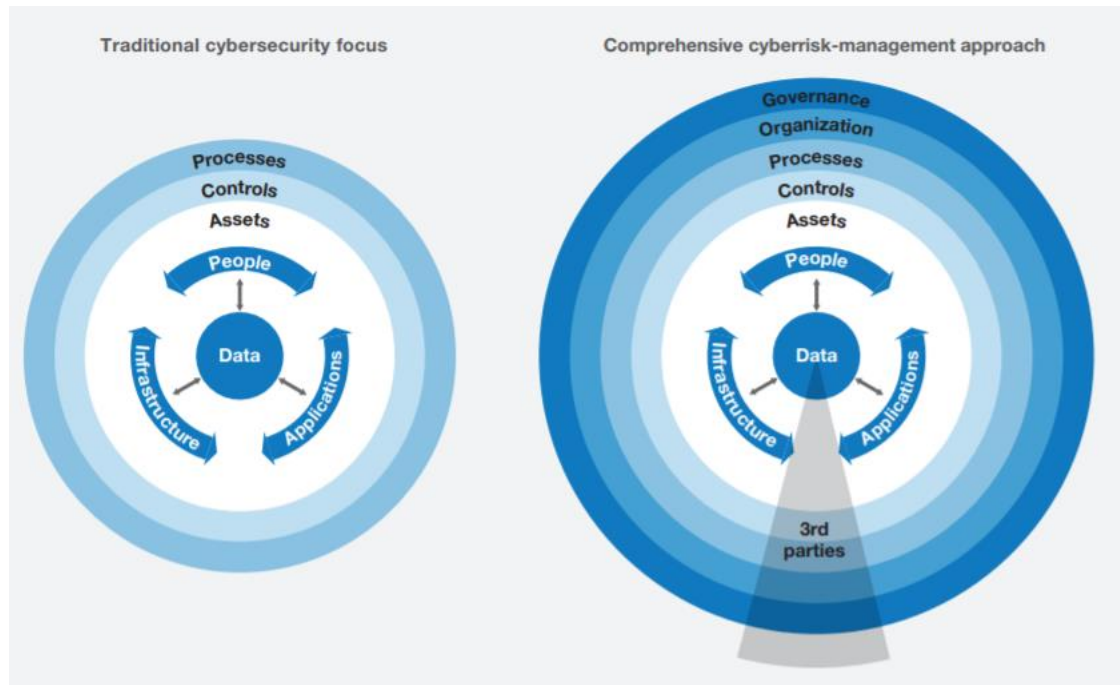 Traditional cybersecurity focus
Processes
Controls
Assets
People
Data
Infrastructure
Applications
Comprehensive cyberrisk-management approach
Governance
Organization
Processes
Controls
Assets
People
Data
Infrastructure
Applications
3rd
parties